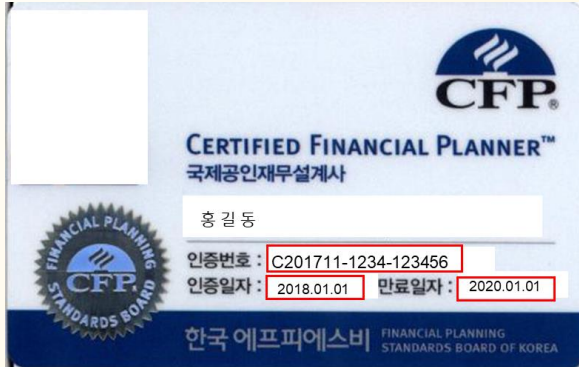 CFP®
CERTIFIED FINANCIAL PLANNER™
국제공인재무설계사
홍 길 동
FINANCIAL PLANNING
CFP
STANDARDS BOARD
인증번호 : C201711-1234-123456
인증일자 : 2018.01.01 만료일자 : 2020.01.01
한국 에프피에스비 FINANCIAL PLANNING
STANDARDS BOARD OF KOREA